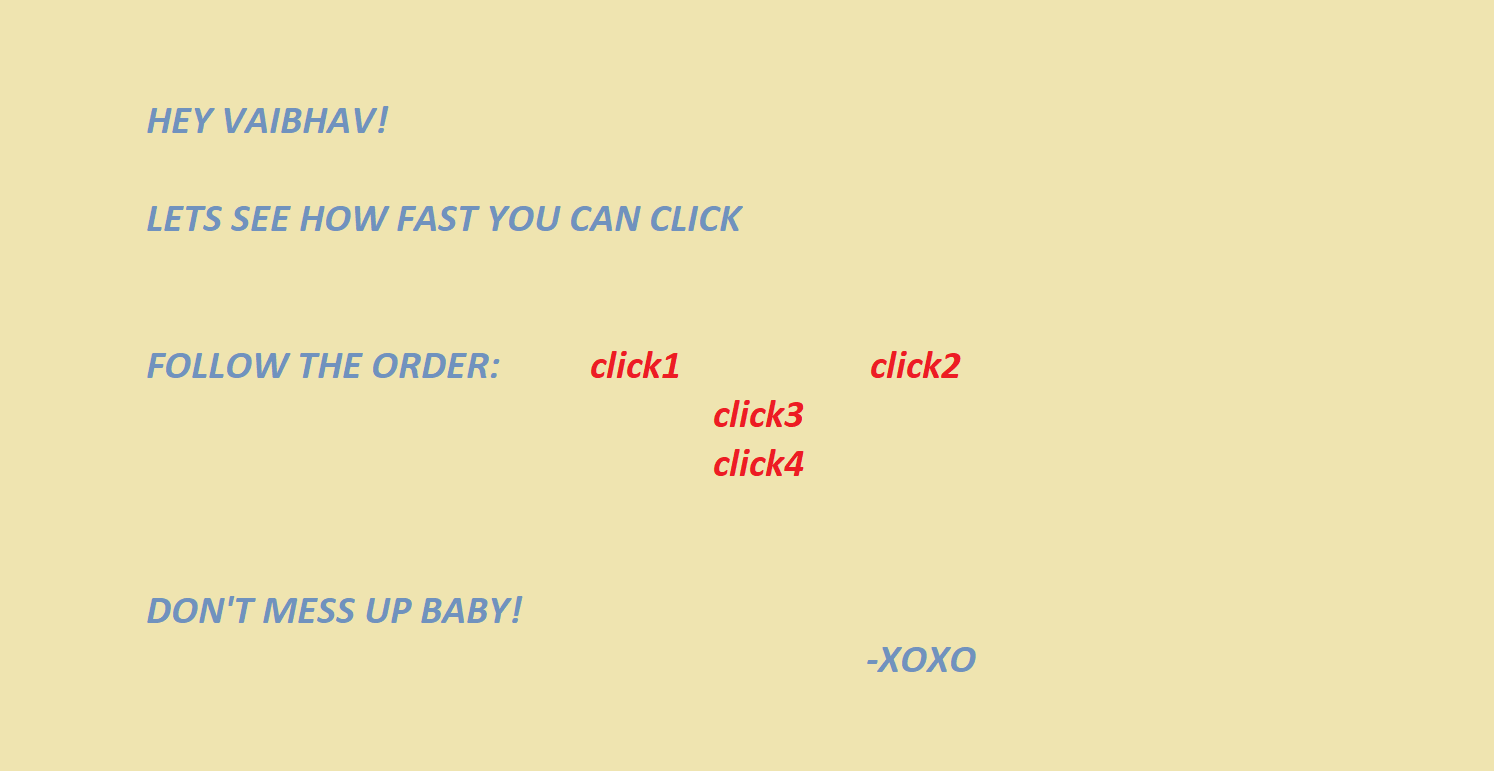 HEY VAIBHAV!
LETS SEE HOW FAST YOU CAN CLICK
FOLLOW THE ORDER: click1 click2
click3
click4
DON'T MESS UP BABY!
-XOXO